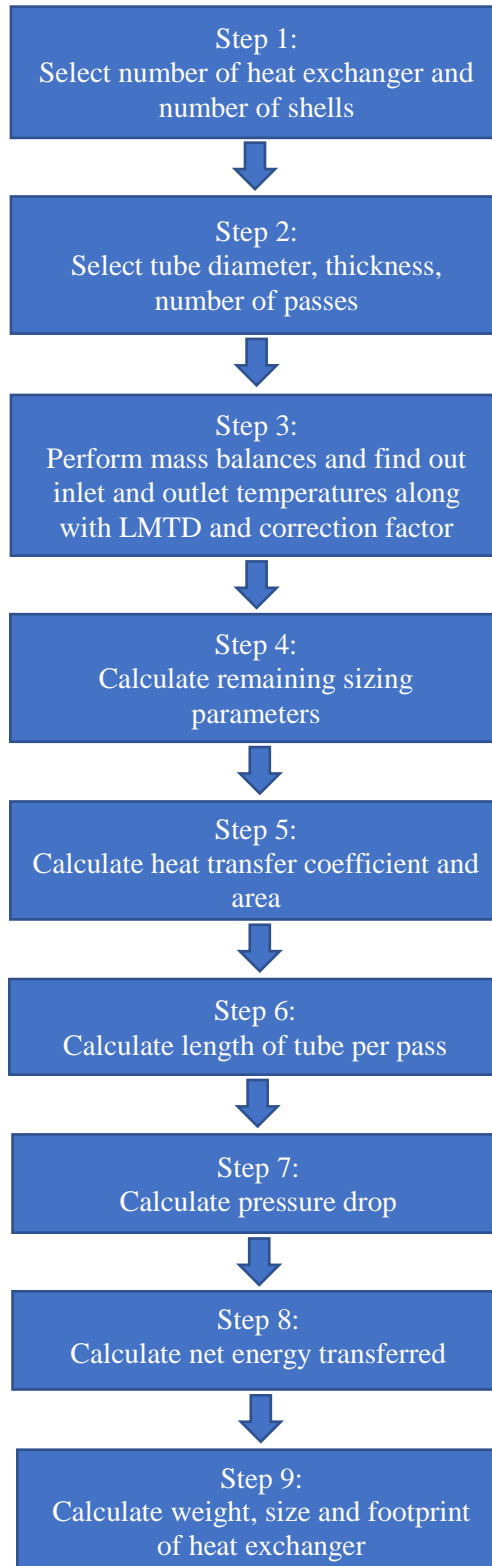 Step 1:
Select number of heat exchanger and
number of shells
Step 2:
Select tube diameter, thickness,
number of passes
Step 3:
Perform mass balances and find out
inlet and outlet temperatures along
with LMTD and correction factor
Step 4:
Calculate remaining sizing
parameters
Step 5:
Calculate heat transfer coefficient and
area
Step 6:
Calculate length of tube per pass
Step 7:
Calculate pressure drop
Step 8:
Calculate net energy transferred
Step 9:
Calculate weight, size and footprint
of heat exchanger